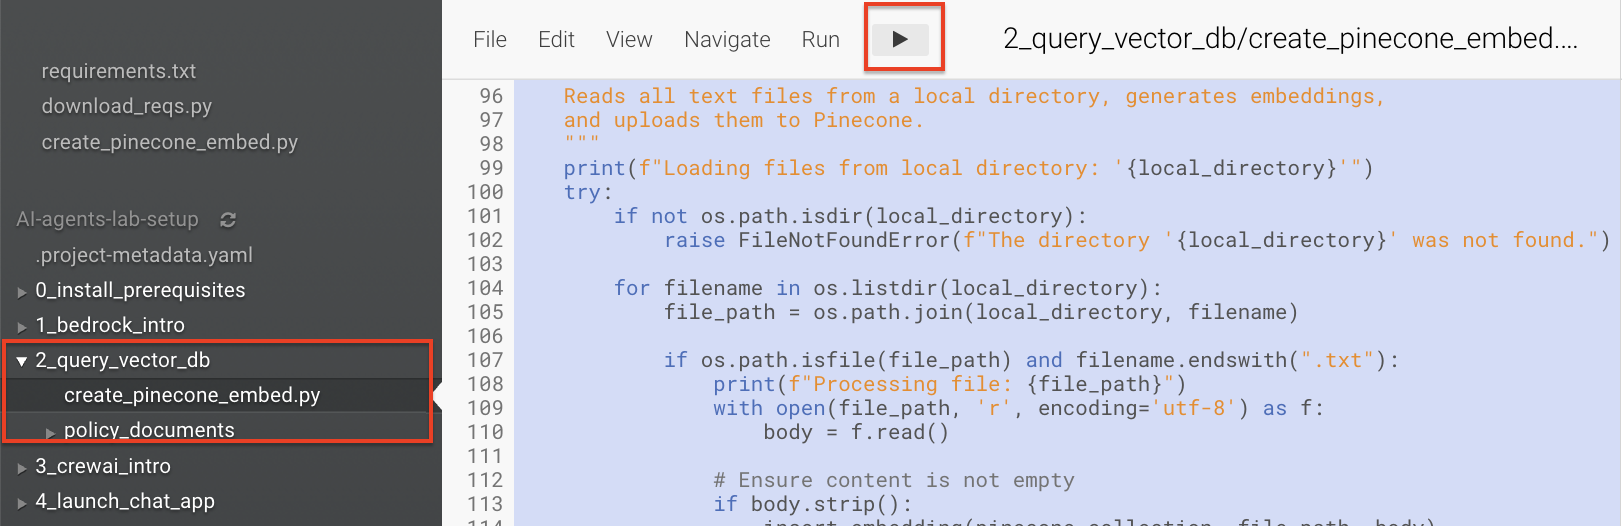 requirements.txt
download_reqs.py
create_pinecone_embed.py
AI-agents-lab-setup
.project-metadata.yaml
0_install_prerequisites
1_bedrock_intro
2_query_vector_db
create_pinecone_embed.py
policy_documents
3_crewai_intro
4_launch_chat_app
File Edit View Navigate Run 2_query_vector_db/create_pinecone_embed....
96 Reads all text files from a local directory, generates embeddings,
97 and uploads them to Pinecone.
98 """
99 print(f"Loading files from local directory: '{local_directory}'")
100 try:
101 if not os.path.isdir(local_directory):
102 raise FileNotFoundError(f"The directory '{local_directory}' was not found.")
103
104 for filename in os.listdir(local_directory):
105 file_path = os.path.join(local_directory, filename)
106
107 if os.path.isfile(file_path) and filename.endswith(".txt"):
108 print(f"Processing file: {file_path}")
109 with open(file_path, 'r', encoding='utf-8') as f:
110 body = f.read()
111
112 # Ensure content is not empty
113 if body.strip():
114 insert_embedding(pinecone_collection, file_path, body)